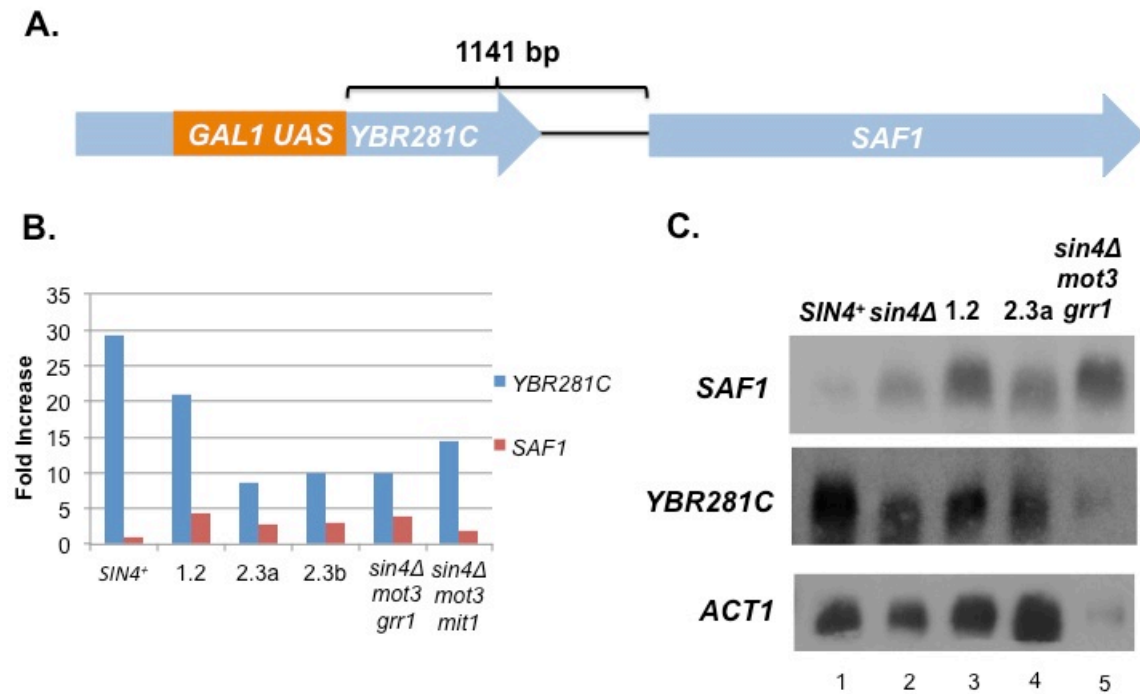 A.
1141 bp
GAL1 UAS YBR281C SAF1
B.
Fold Increase
35
30
25
20
15
10
5
0
SIN4⁺ 1.2 2.3a 2.3b sin4Δ mot3 grr1 sin4Δ mot3 mit1
YBR281C
SAF1
C.
SIN4⁺ sin4Δ 1.2 2.3a sin4Δ mot3 grr1
SAF1
YBR281C
ACT1
1 2 3 4 5